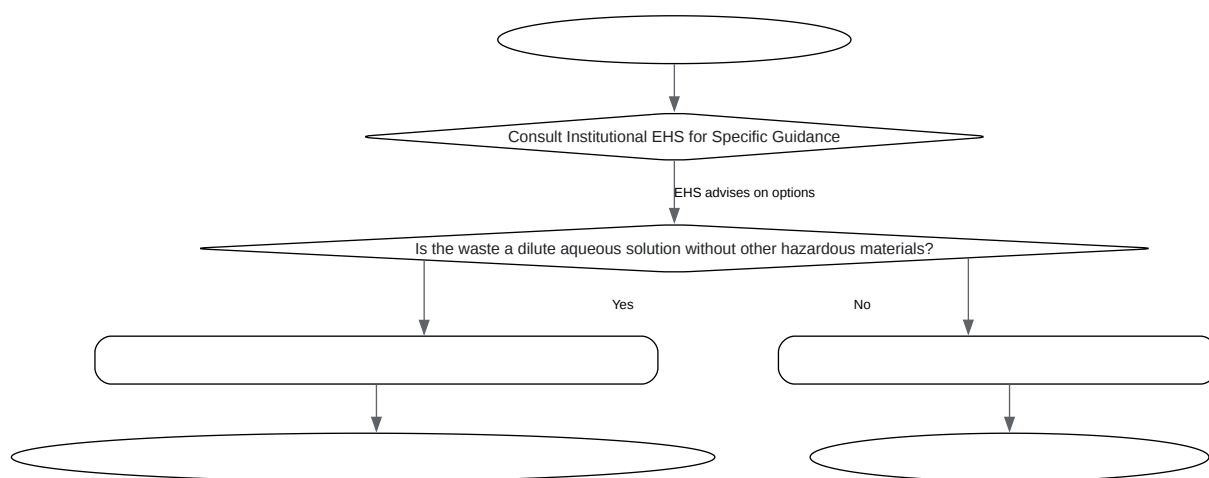 Consult Institutional EHS for Specific Guidance
EHS advises on options
Is the waste a dilute aqueous solution without other hazardous materials?
Yes
No